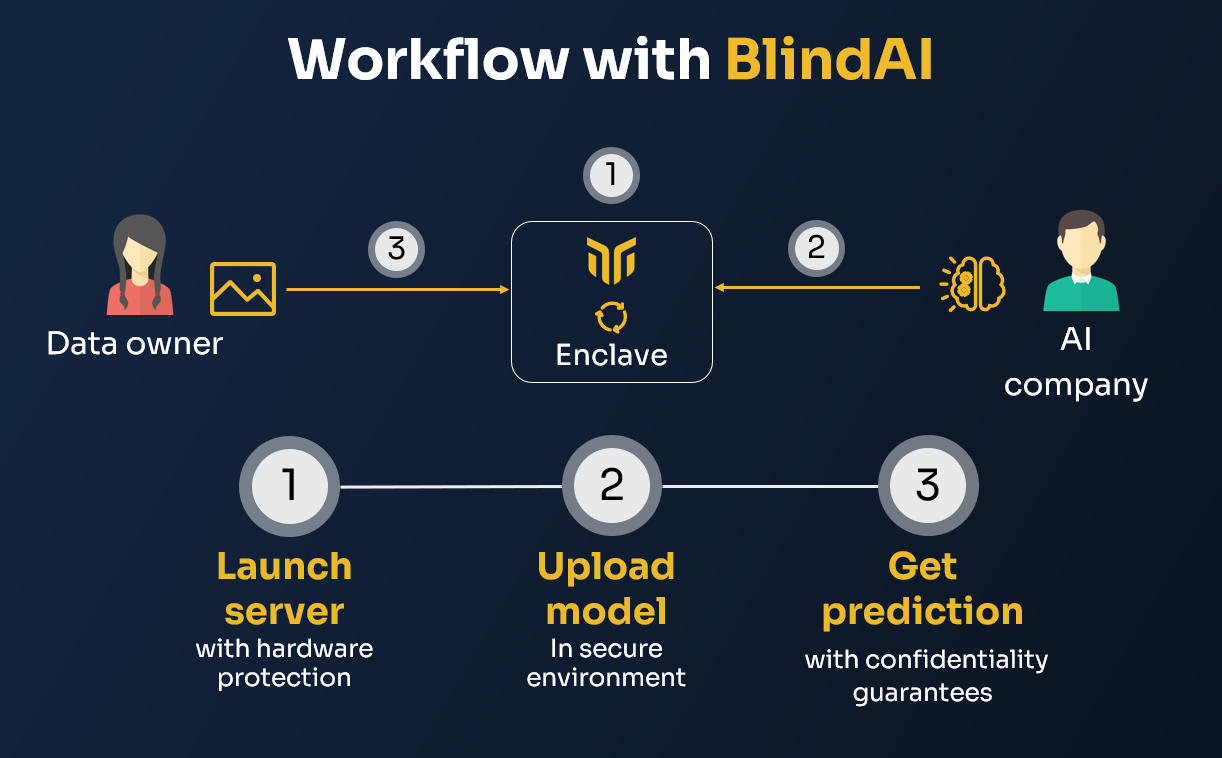 Workflow with BlindAI
1
3
2
Enclave
Data owner
AI
company
1
2
3
Launch
server
with hardware
protection
Upload
model
In secure
environment
Get
prediction
with confidentiality
guarantees